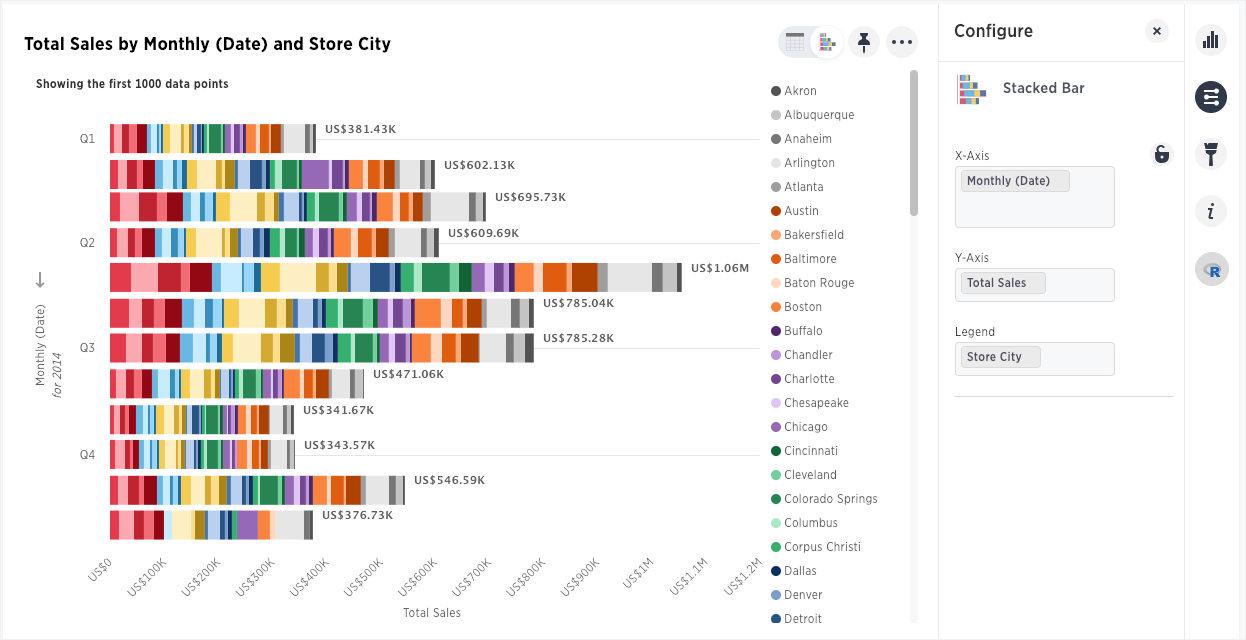 Total Sales by Monthly (Date) and Store City
Showing the first 1000 data points
Q1
US$381.43K
US$602.13K
US$695.73K
Q2
US$609.69K
US$1.06M
US$785.04K
Q3
US$785.28K
US$471.06K
US$341.67K
Q4
US$343.57K
US$546.59K
US$376.73K
Monthly (Date)
for 2014
US$0
US$100K
US$200K
US$300K
US$400K
US$500K
US$600K
US$700K
US$800K
US$900K
US$1M
US$1.1M
US$1.2M
Total Sales
Akron
Albuquerque
Anaheim
Arlington
Atlanta
Austin
Bakersfield
Baltimore
Baton Rouge
Boston
Buffalo
Chandler
Charlotte
Chesapeake
Chicago
Cincinnati
Cleveland
Colorado Springs
Columbus
Corpus Christi
Dallas
Denver
Detroit
Configure
Stacked Bar
X-Axis
Monthly (Date)
Y-Axis
Total Sales
Legend
Store City
i
R